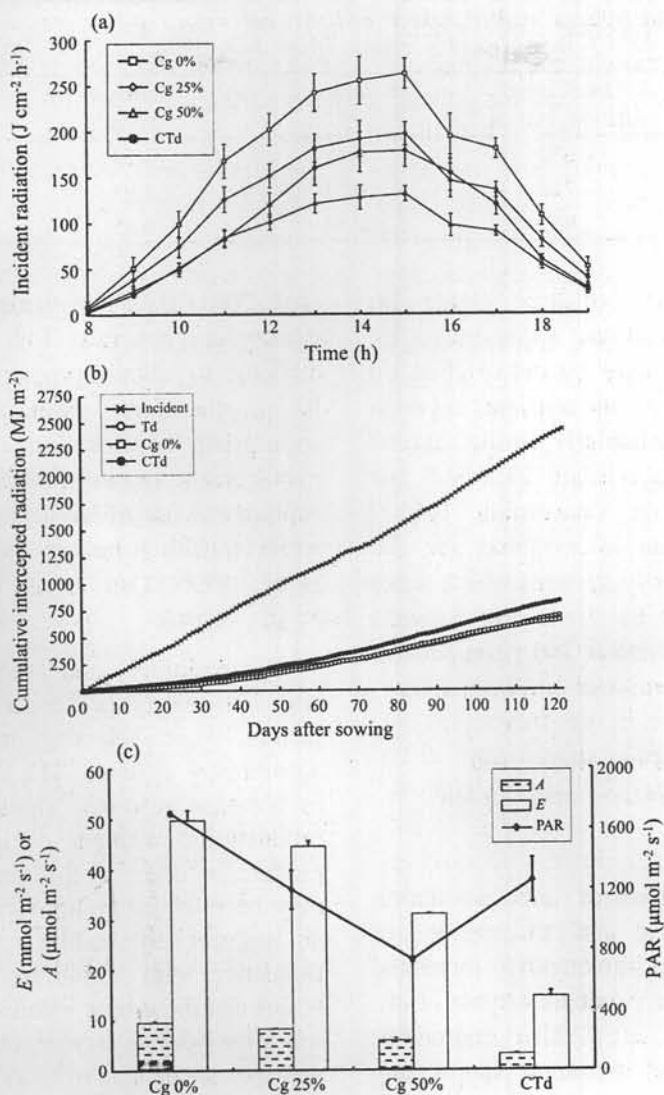 (a)
300
250
200
150
100
50
0
Incident radiation (J cm⁻² h⁻¹)
Cg 0%
Cg 25%
Cg 50%
CTd
8 10 12 14 16 18
Time (h)
(b)
2750
2500
2250
2000
1750
1500
1250
1000
750
500
250
0
Cumulative intercepted radiation (MJ m⁻²)
Incident
Td
Cg 0%
CTd
0 10 20 30 40 50 60 70 80 90 100 110 120
Days after sowing
(c)
60
50
40
30
20
10
0
E (mmol m⁻² s⁻¹) or
A (μmol m⁻² s⁻¹)
A
E
PAR
2000
1600
1200
800
400
0
PAR (μmol m⁻² s⁻¹)
Cg 0% Cg 25% Cg 50% CTd